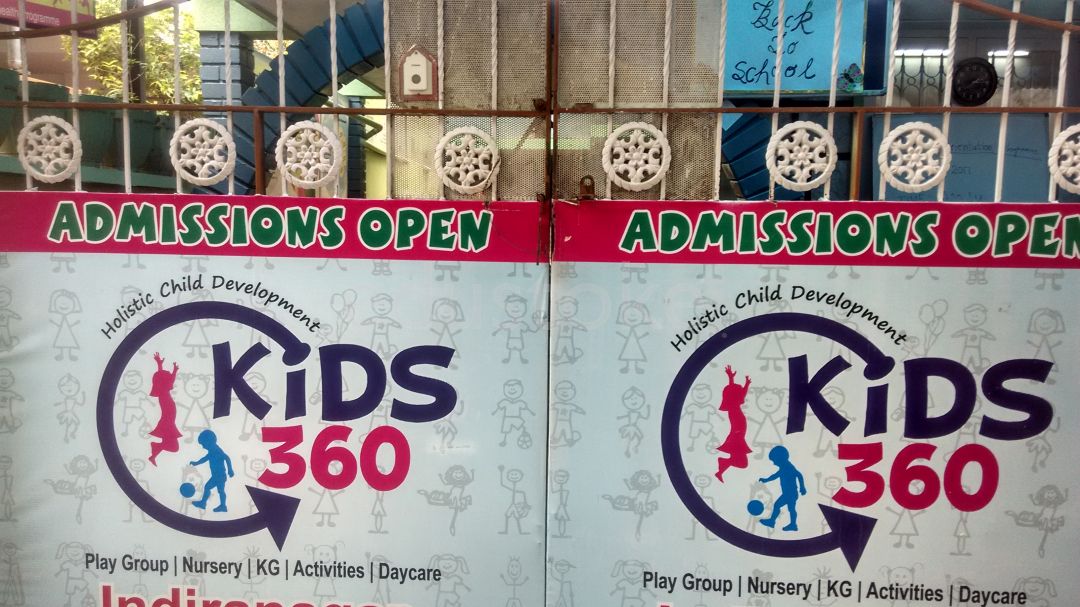 Back
to
School
ADMISSIONS OPEN
Holistic Child Development
KiDS
360
Play Group | Nursery | KG | Activities | Daycare
Indiranagar
ADMISSIONS OPEN
Holistic Child Development
KiDS
360
Play Group | Nursery | KG | Activities | Daycare